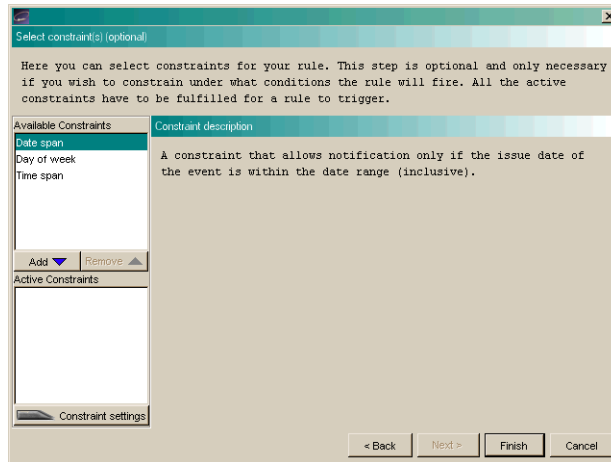 Select constraint(s) (optional)
Here you can select constraints for your rule. This step is optional and only necessary
if you wish to constrain under what conditions the rule will fire. All the active
constraints have to be fulfilled for a rule to trigger.
Available Constraints
Date span
Day of week
Time span
Add
Remove
Active Constraints
Constraint settings
Constraint description
A constraint that allows notification only if the issue date of
the event is within the date range (inclusive).
< Back
Next >
Finish
Cancel